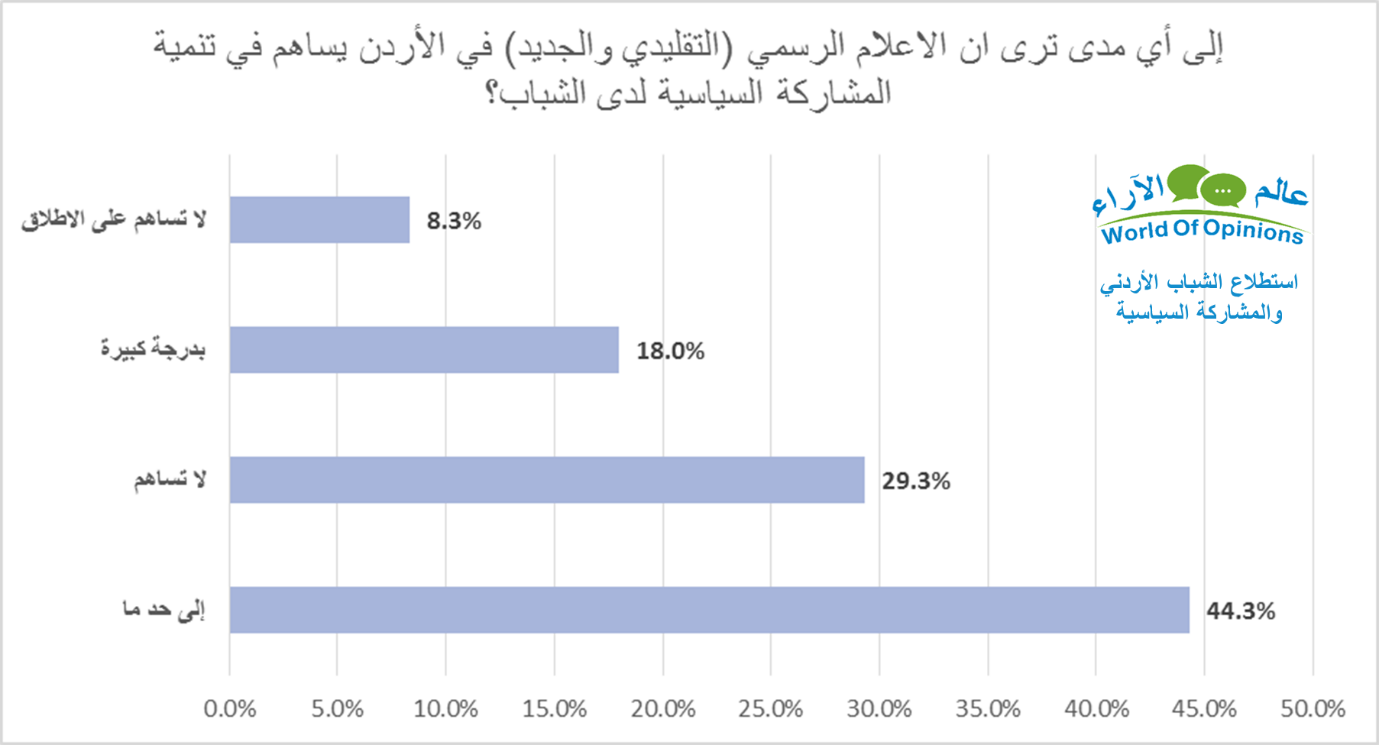 إلى أي مدى ترى ان الاعلام الرسمي (التقليدي والجديد) في الأردن يساهم في تنمية
المشاركة السياسية لدى الشباب؟
عالم الآراء
World Of Opinions
استطلاع الشباب الأردني
والمشاركة السياسية
لا تساهم على الاطلاق
8.3%
بدرجة كبيرة
18.0%
لا تساهم
29.3%
إلى حد ما
44.3%
0.0% 5.0% 10.0% 15.0% 20.0% 25.0% 30.0% 35.0% 40.0% 45.0% 50.0%